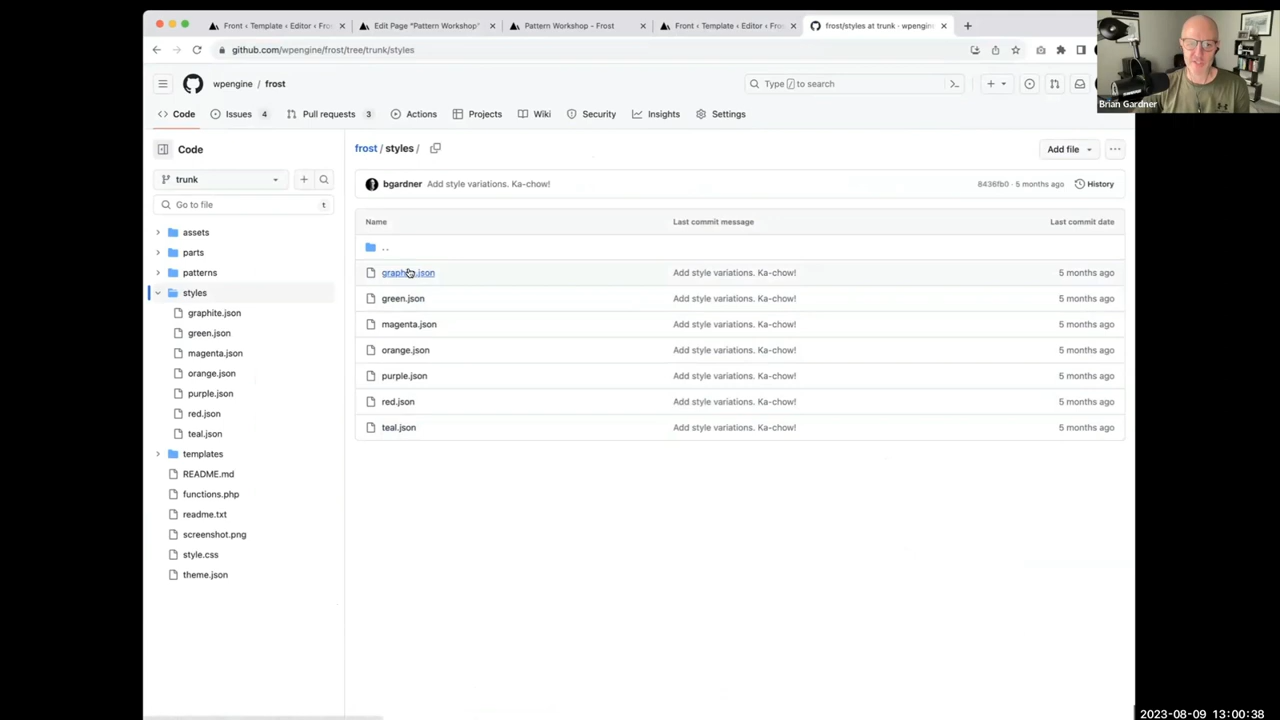 Front ‹ Template ‹ Editor ‹ Fro
Edit Page "Pattern Workshop"
Pattern Workshop - Frost
Front ‹ Template ‹ Editor ‹ Fros
frost/styles at trunk · wpengine
github.com/wpengine/frost/tree/trunk/styles
Brian Gardner
wpengine / frost
Type / to search
Code
Issues 4
Pull requests 3
Actions
Projects
Wiki
Security
Insights
Settings
Code
frost / styles /
Add file
trunk
Go to file
t
bgardner Add style variations. Ka-chow!
8436fb0 · 5 months ago
History
Name
Last commit message
Last commit date
..
graphite.json Add style variations. Ka-chow! 5 months ago
green.json Add style variations. Ka-chow! 5 months ago
magenta.json Add style variations. Ka-chow! 5 months ago
orange.json Add style variations. Ka-chow! 5 months ago
purple.json Add style variations. Ka-chow! 5 months ago
red.json Add style variations. Ka-chow! 5 months ago
teal.json Add style variations. Ka-chow! 5 months ago
assets
parts
patterns
styles
graphite.json
green.json
magenta.json
orange.json
purple.json
red.json
teal.json
templates
README.md
functions.php
readme.txt
screenshot.png
style.css
theme.json
2023-08-09 13:00:38